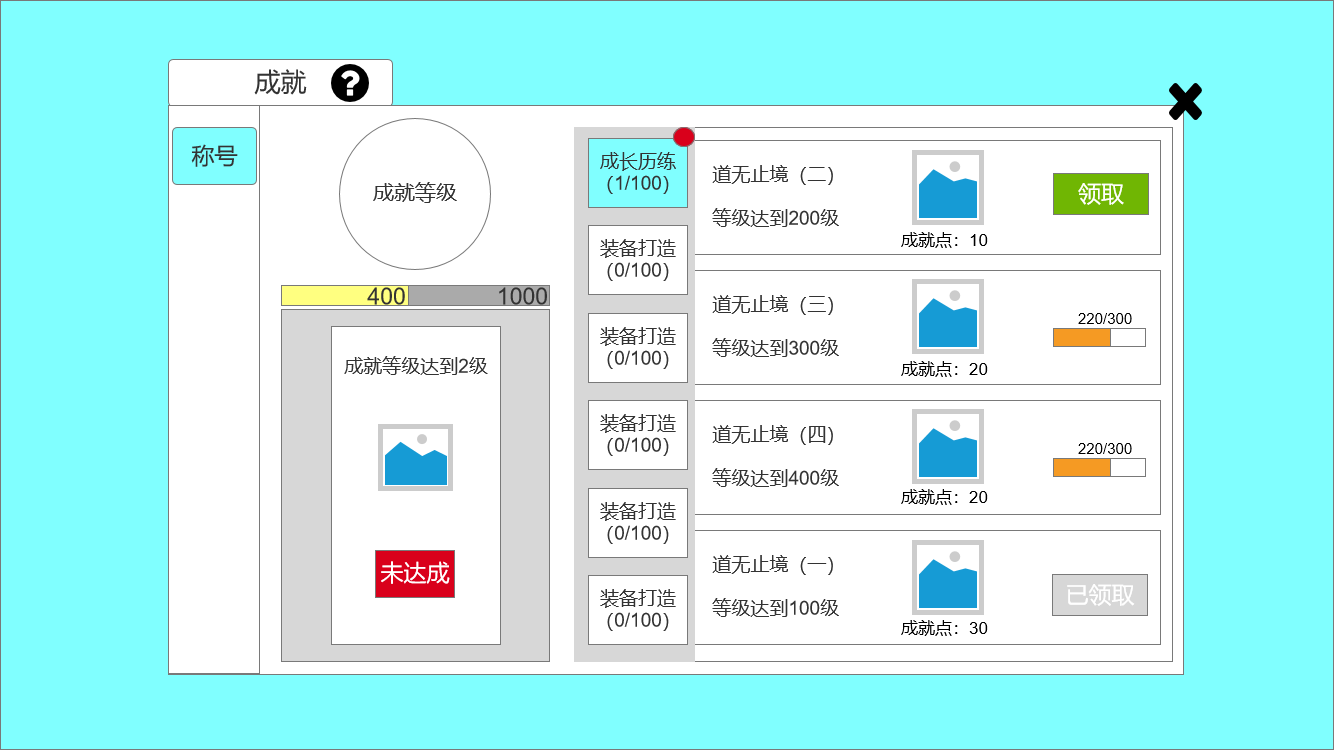 成就
?
称号
成就等级
400
1000
成就等级达到2级
未达成
成长历练
(1/100)
装备打造
(0/100)
装备打造
(0/100)
装备打造
(0/100)
装备打造
(0/100)
装备打造
(0/100)
道无止境（二）
等级达到200级
成就点：10
领取
道无止境（三）
等级达到300级
成就点：20
220/300
道无止境（四）
等级达到400级
成就点：20
220/300
道无止境（一）
等级达到100级
成就点：30
已领取